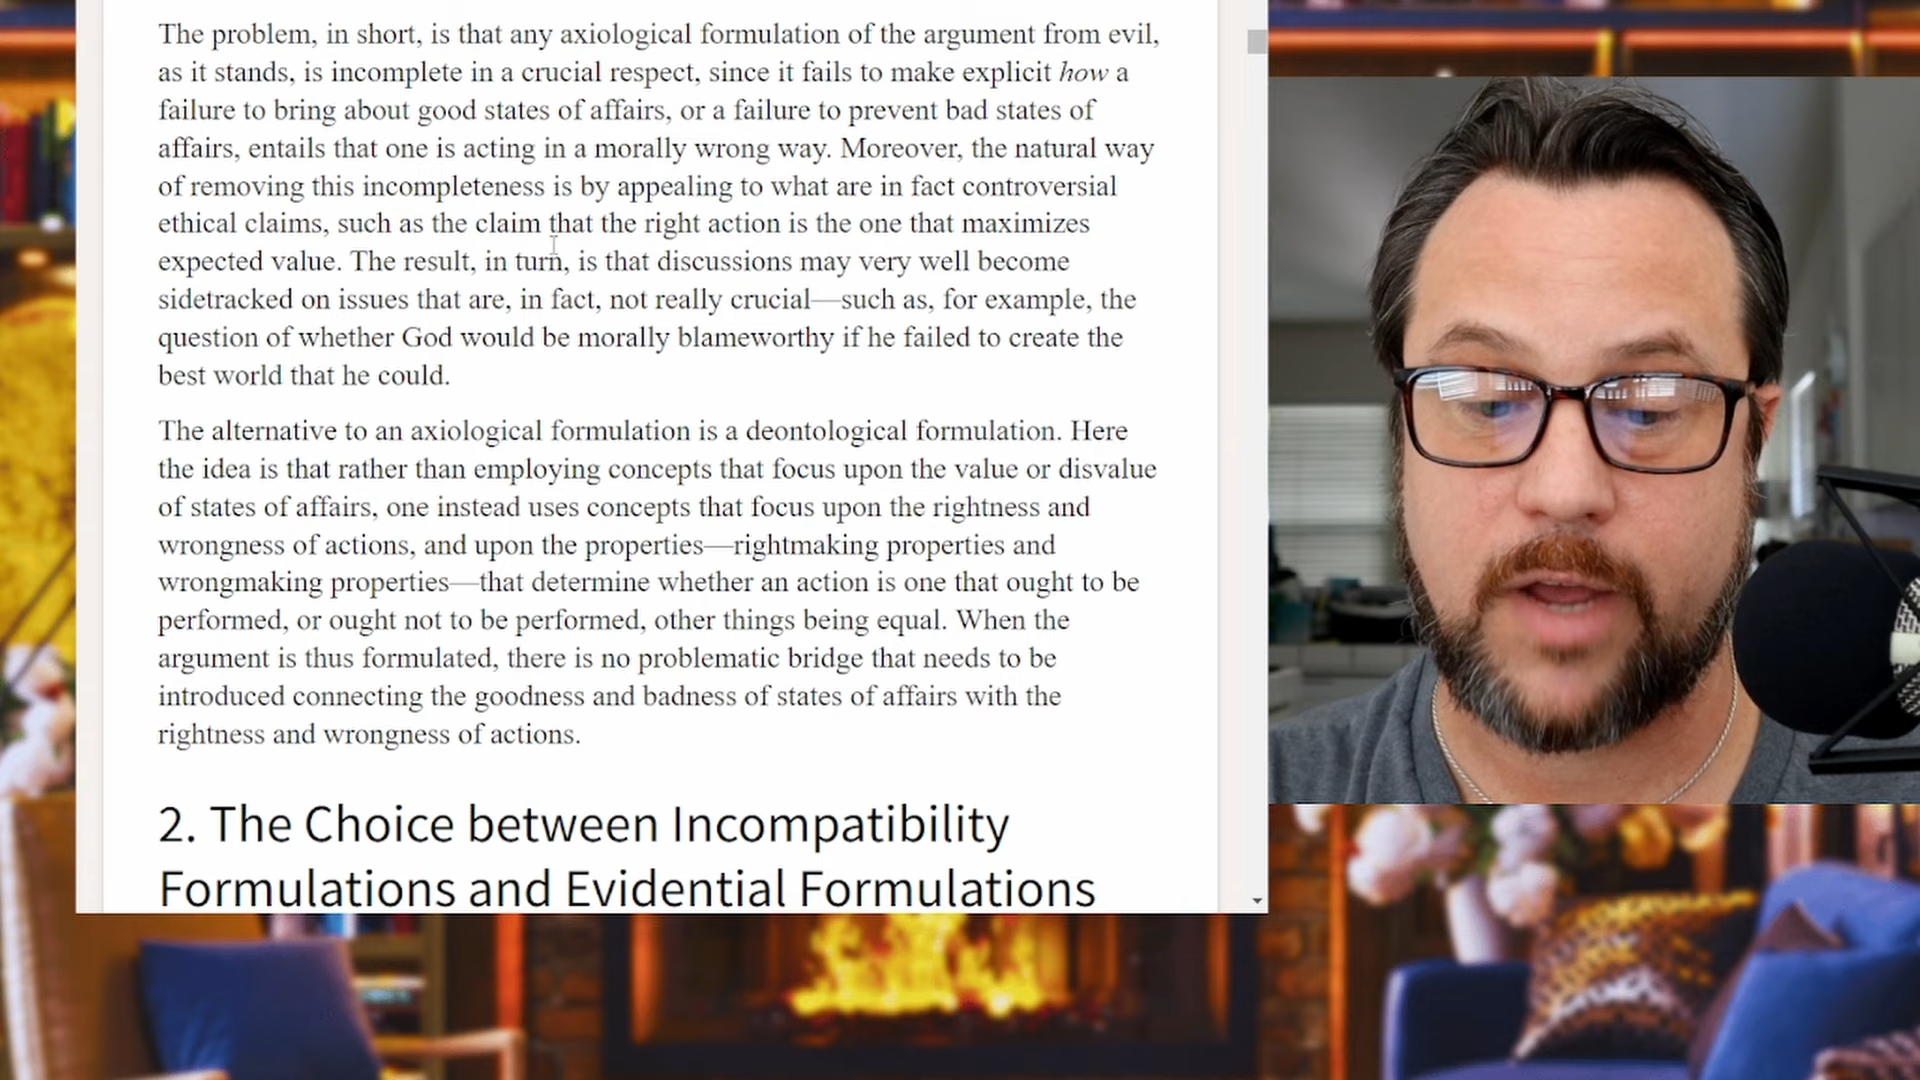 The problem, in short, is that any axiological formulation of the argument from evil,
as it stands, is incomplete in a crucial respect, since it fails to make explicit how a
failure to bring about good states of affairs, or a failure to prevent bad states of
affairs, entails that one is acting in a morally wrong way. Moreover, the natural way
of removing this incompleteness is by appealing to what are in fact controversial
ethical claims, such as the claim that the right action is the one that maximizes
expected value. The result, in turn, is that discussions may very well become
sidetracked on issues that are, in fact, not really crucial—such as, for example, the
question of whether God would be morally blameworthy if he failed to create the
best world that he could.
The alternative to an axiological formulation is a deontological formulation. Here
the idea is that rather than employing concepts that focus upon the value or disvalue
of states of affairs, one instead uses concepts that focus upon the rightness and
wrongness of actions, and upon the properties—rightmaking properties and
wrongmaking properties—that determine whether an action is one that ought to be
performed, or ought not to be performed, other things being equal. When the
argument is thus formulated, there is no problematic bridge that needs to be
introduced connecting the goodness and badness of states of affairs with the
rightness and wrongness of actions.
2. The Choice between Incompatibility
Formulations and Evidential Formulations